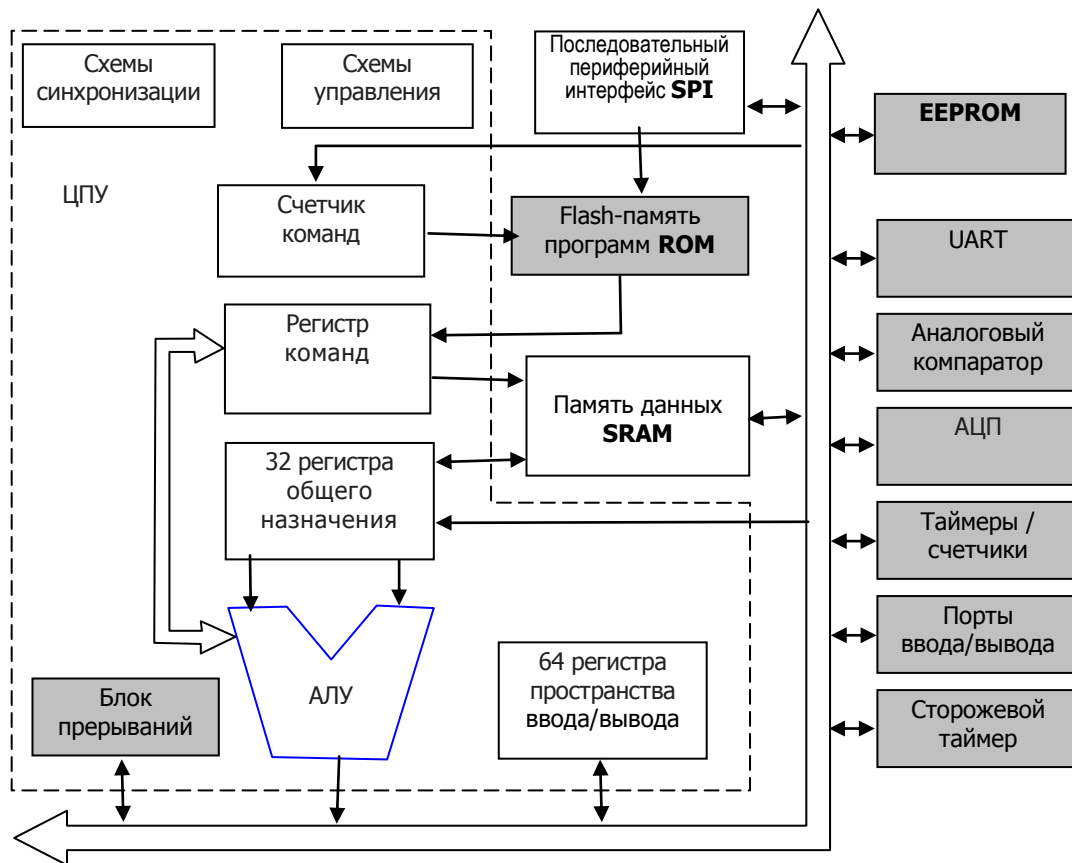 Схемы
синхронизации
Схемы
управления
Последовательный
периферийный
интерфейс SPI
EEPROM
ЦПУ
Счетчик
команд
Flash-память
программ ROM
UART
Регистр
команд
Аналоговый
компаратор
Память данных
SRAM
АЦП
32 регистра
общего
назначения
Таймеры /
счетчики
Порты
ввода/вывода
64 регистра
пространства
ввода/вывода
АЛУ
Блок
прерываний
Сторожевой
таймер